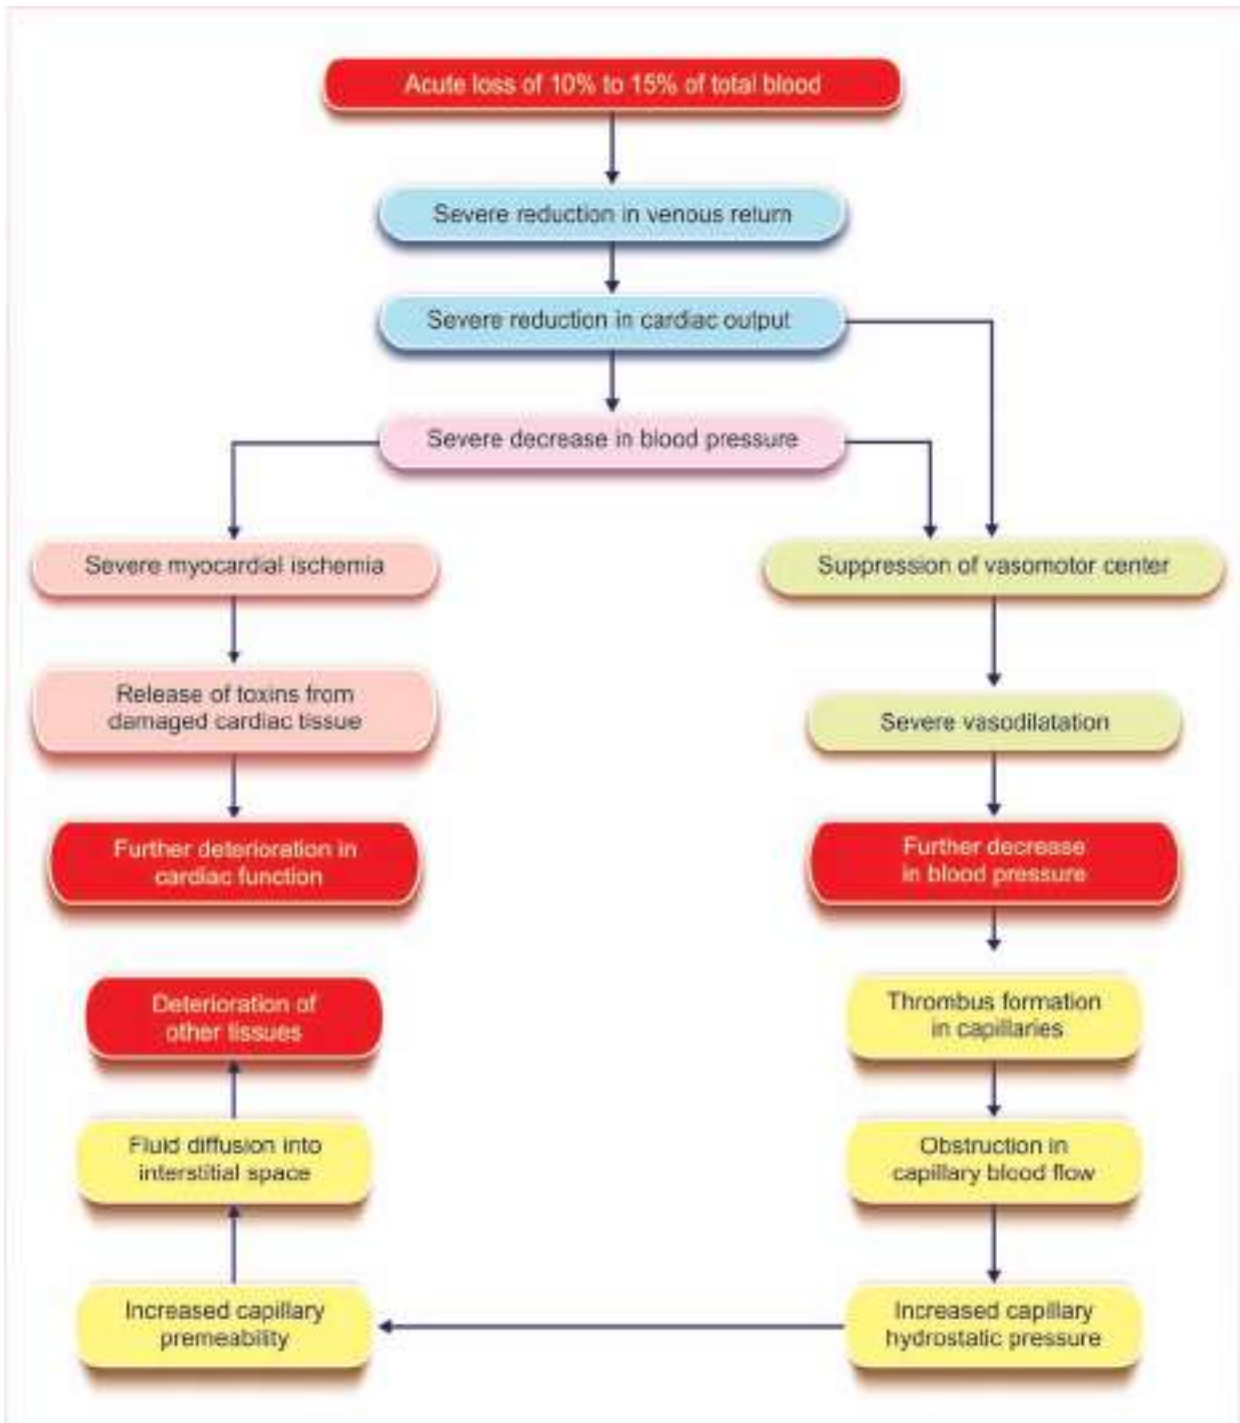 Acute loss of 10% to 15% of total blood
Severe reduction in venous return
Severe reduction in cardiac output
Severe decrease in blood pressure
Severe myocardial ischemia
Release of toxins from
damaged cardiac tissue
Further deterioration in
cardiac function
Suppression of vasomotor center
Severe vasodilatation
Further decrease
in blood pressure
Thrombus formation
in capillaries
Obstruction in
capillary blood flow
Increased capillary
hydrostatic pressure
Increased capillary
premeability
Fluid diffusion into
interstitial space
Deterioration of
other tissues